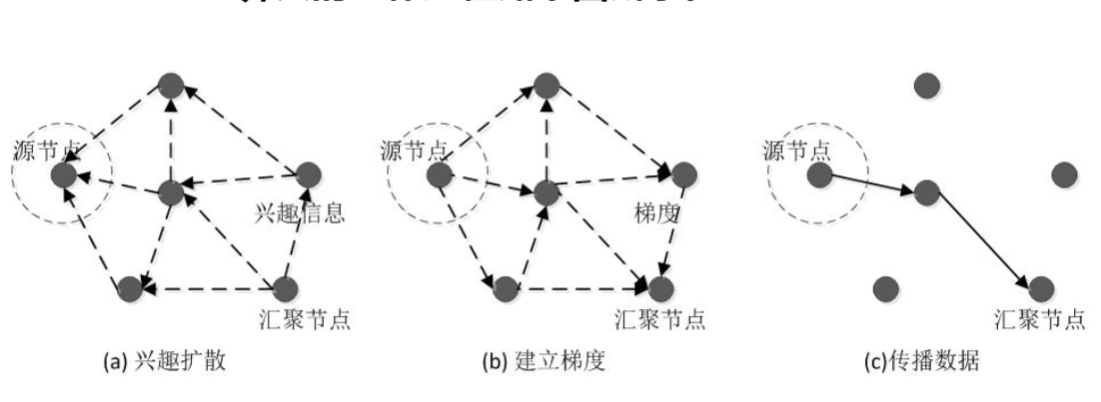 源节点
兴趣信息
汇聚节点
(a) 兴趣扩散
源节点
梯度
汇聚节点
(b) 建立梯度
源节点
汇聚节点
(c)传播数据